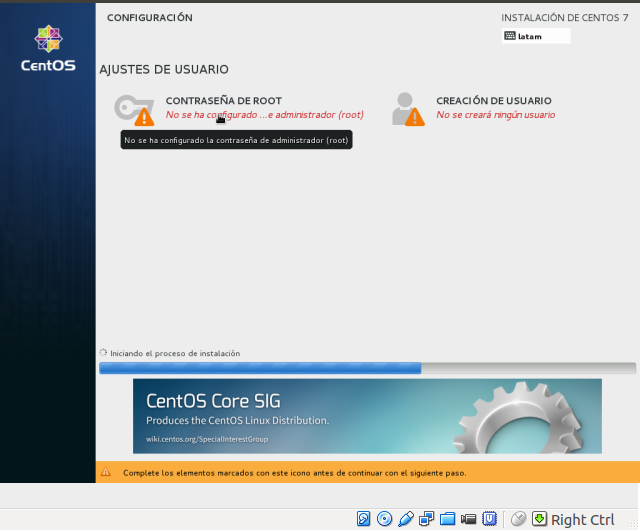 CONFIGURACIÓN
INSTALACIÓN DE CENTOS 7
latam
CentOS
AJUSTES DE USUARIO
CONTRASEÑA DE ROOT
No se ha configurado ...e administrador (root)
CREACIÓN DE USUARIO
No se creará ningún usuario
No se ha configurado la contraseña de administrador (root)
Iniciando el proceso de instalación
CentOS Core SIG
Produces the CentOS Linux Distribution.
wiki.centos.org/SpecialInterestGroup
Complete los elementos marcados con este icono antes de continuar con el siguiente paso.
Right Ctrl